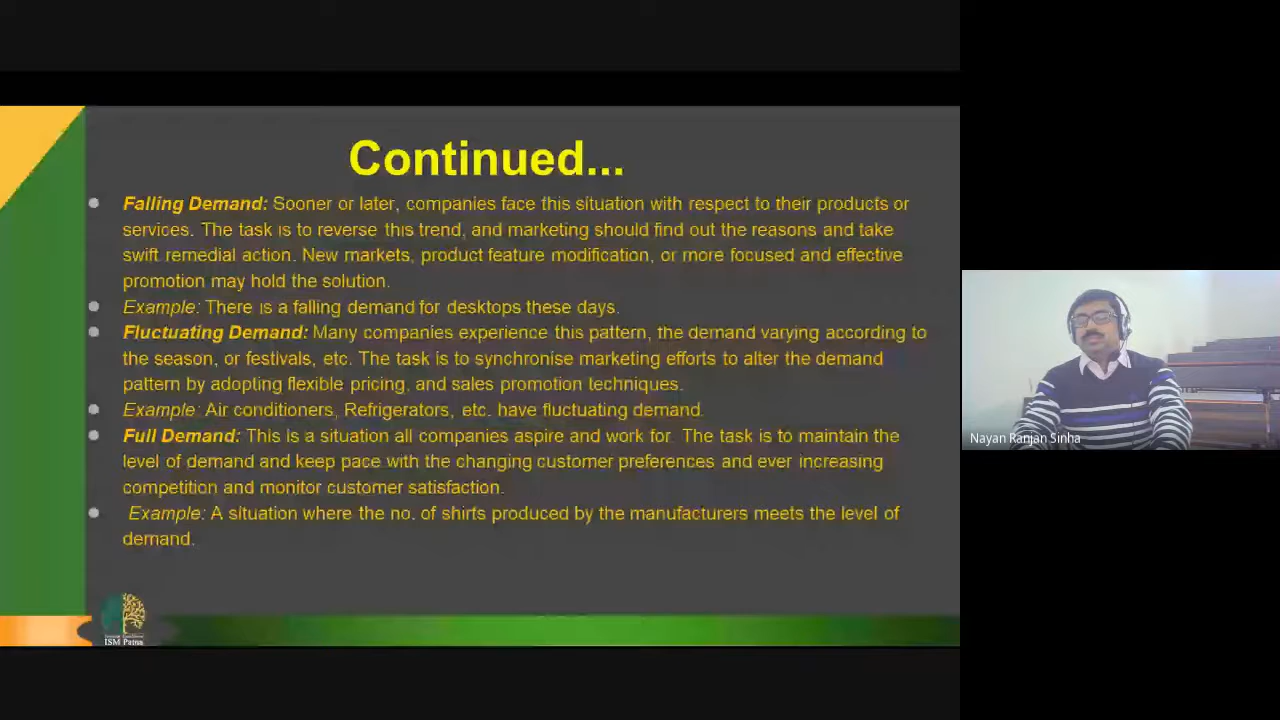 Continued...
Falling Demand: Sooner or later, companies face this situation with respect to their products or
services. The task is to reverse this trend, and marketing should find out the reasons and take
swift remedial action. New markets, product feature modification, or more focused and effective
promotion may hold the solution.
Example: There is a falling demand for desktops these days.
Fluctuating Demand: Many companies experience this pattern, the demand varying according to
the season, or festivals, etc. The task is to synchronise marketing efforts to alter the demand
pattern by adopting flexible pricing, and sales promotion techniques.
Example: Air conditioners, Refrigerators, etc. have fluctuating demand.
Full Demand: This is a situation all companies aspire and work for. The task is to maintain the
level of demand and keep pace with the changing customer preferences and ever increasing
competition and monitor customer satisfaction.
Example: A situation where the no. of shirts produced by the manufacturers meets the level of
demand.
ISM Patna
Nayan Ranjan Sinha